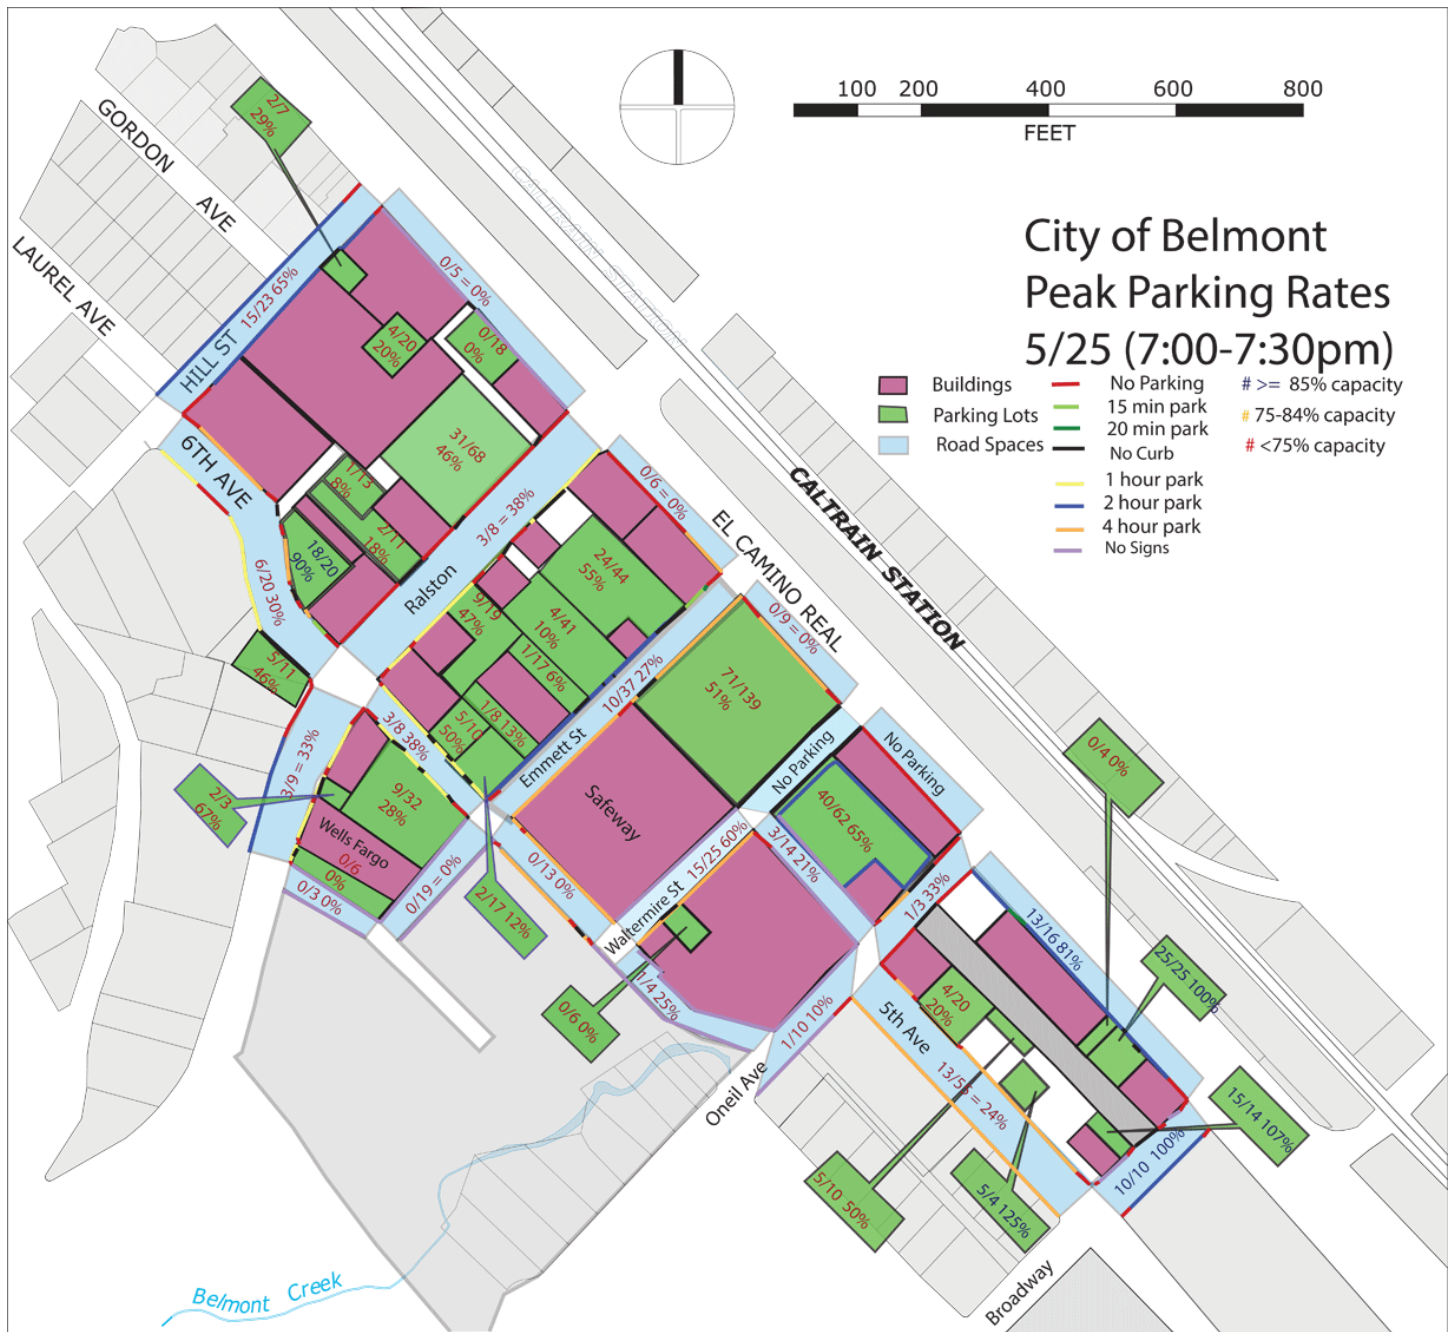 100 200 400 600 800
FEET
City of Belmont
Peak Parking Rates
5/25 (7:00-7:30pm)
Buildings
Parking Lots
Road Spaces
No Parking
15 min park
20 min park
No Curb
1 hour park
2 hour park
4 hour park
No Signs
# >= 85% capacity
# 75-84% capacity
# <75% capacity
GORDON AVE
LAUREL AVE
CALTRAIN STATION
CALTRAIN STATION
EL CAMINO REAL
2/7
29%
HILL ST 15/23 65%
0/5 = 0%
4/20
20%
0/18
0%
31/68
46%
6TH AVE
1/13
8%
2/11
18%
18/20
90%
6/20 30%
Ralston
3/8 = 38%
0/6 = 0%
24/44
55%
9/19
47%
4/41
10%
1/17 6%
1/8 13%
5/10
50%
5/11
46%
3/8 38%
3/9 = 33%
2/3
67%
9/32
28%
Wells Fargo
0/6
0%
0/3 0%
0/19 = 0%
2/17 12%
Emmett St
10/37 27%
71/139
51%
0/9 = 0%
Safeway
No Parking
No Parking
40/62 65%
3/14 21%
0/13 0%
Waltermire St 15/25 60%
1/4 25%
0/6 0%
1/10 10%
Oneil Ave
1/3 33%
13/16 81%
0/4 0%
25/25 100%
4/20
20%
5th Ave
= 24%
15/14 107%
10/10 100%
5/10 50%
5/4 125%
Broadway
Belmont Creek